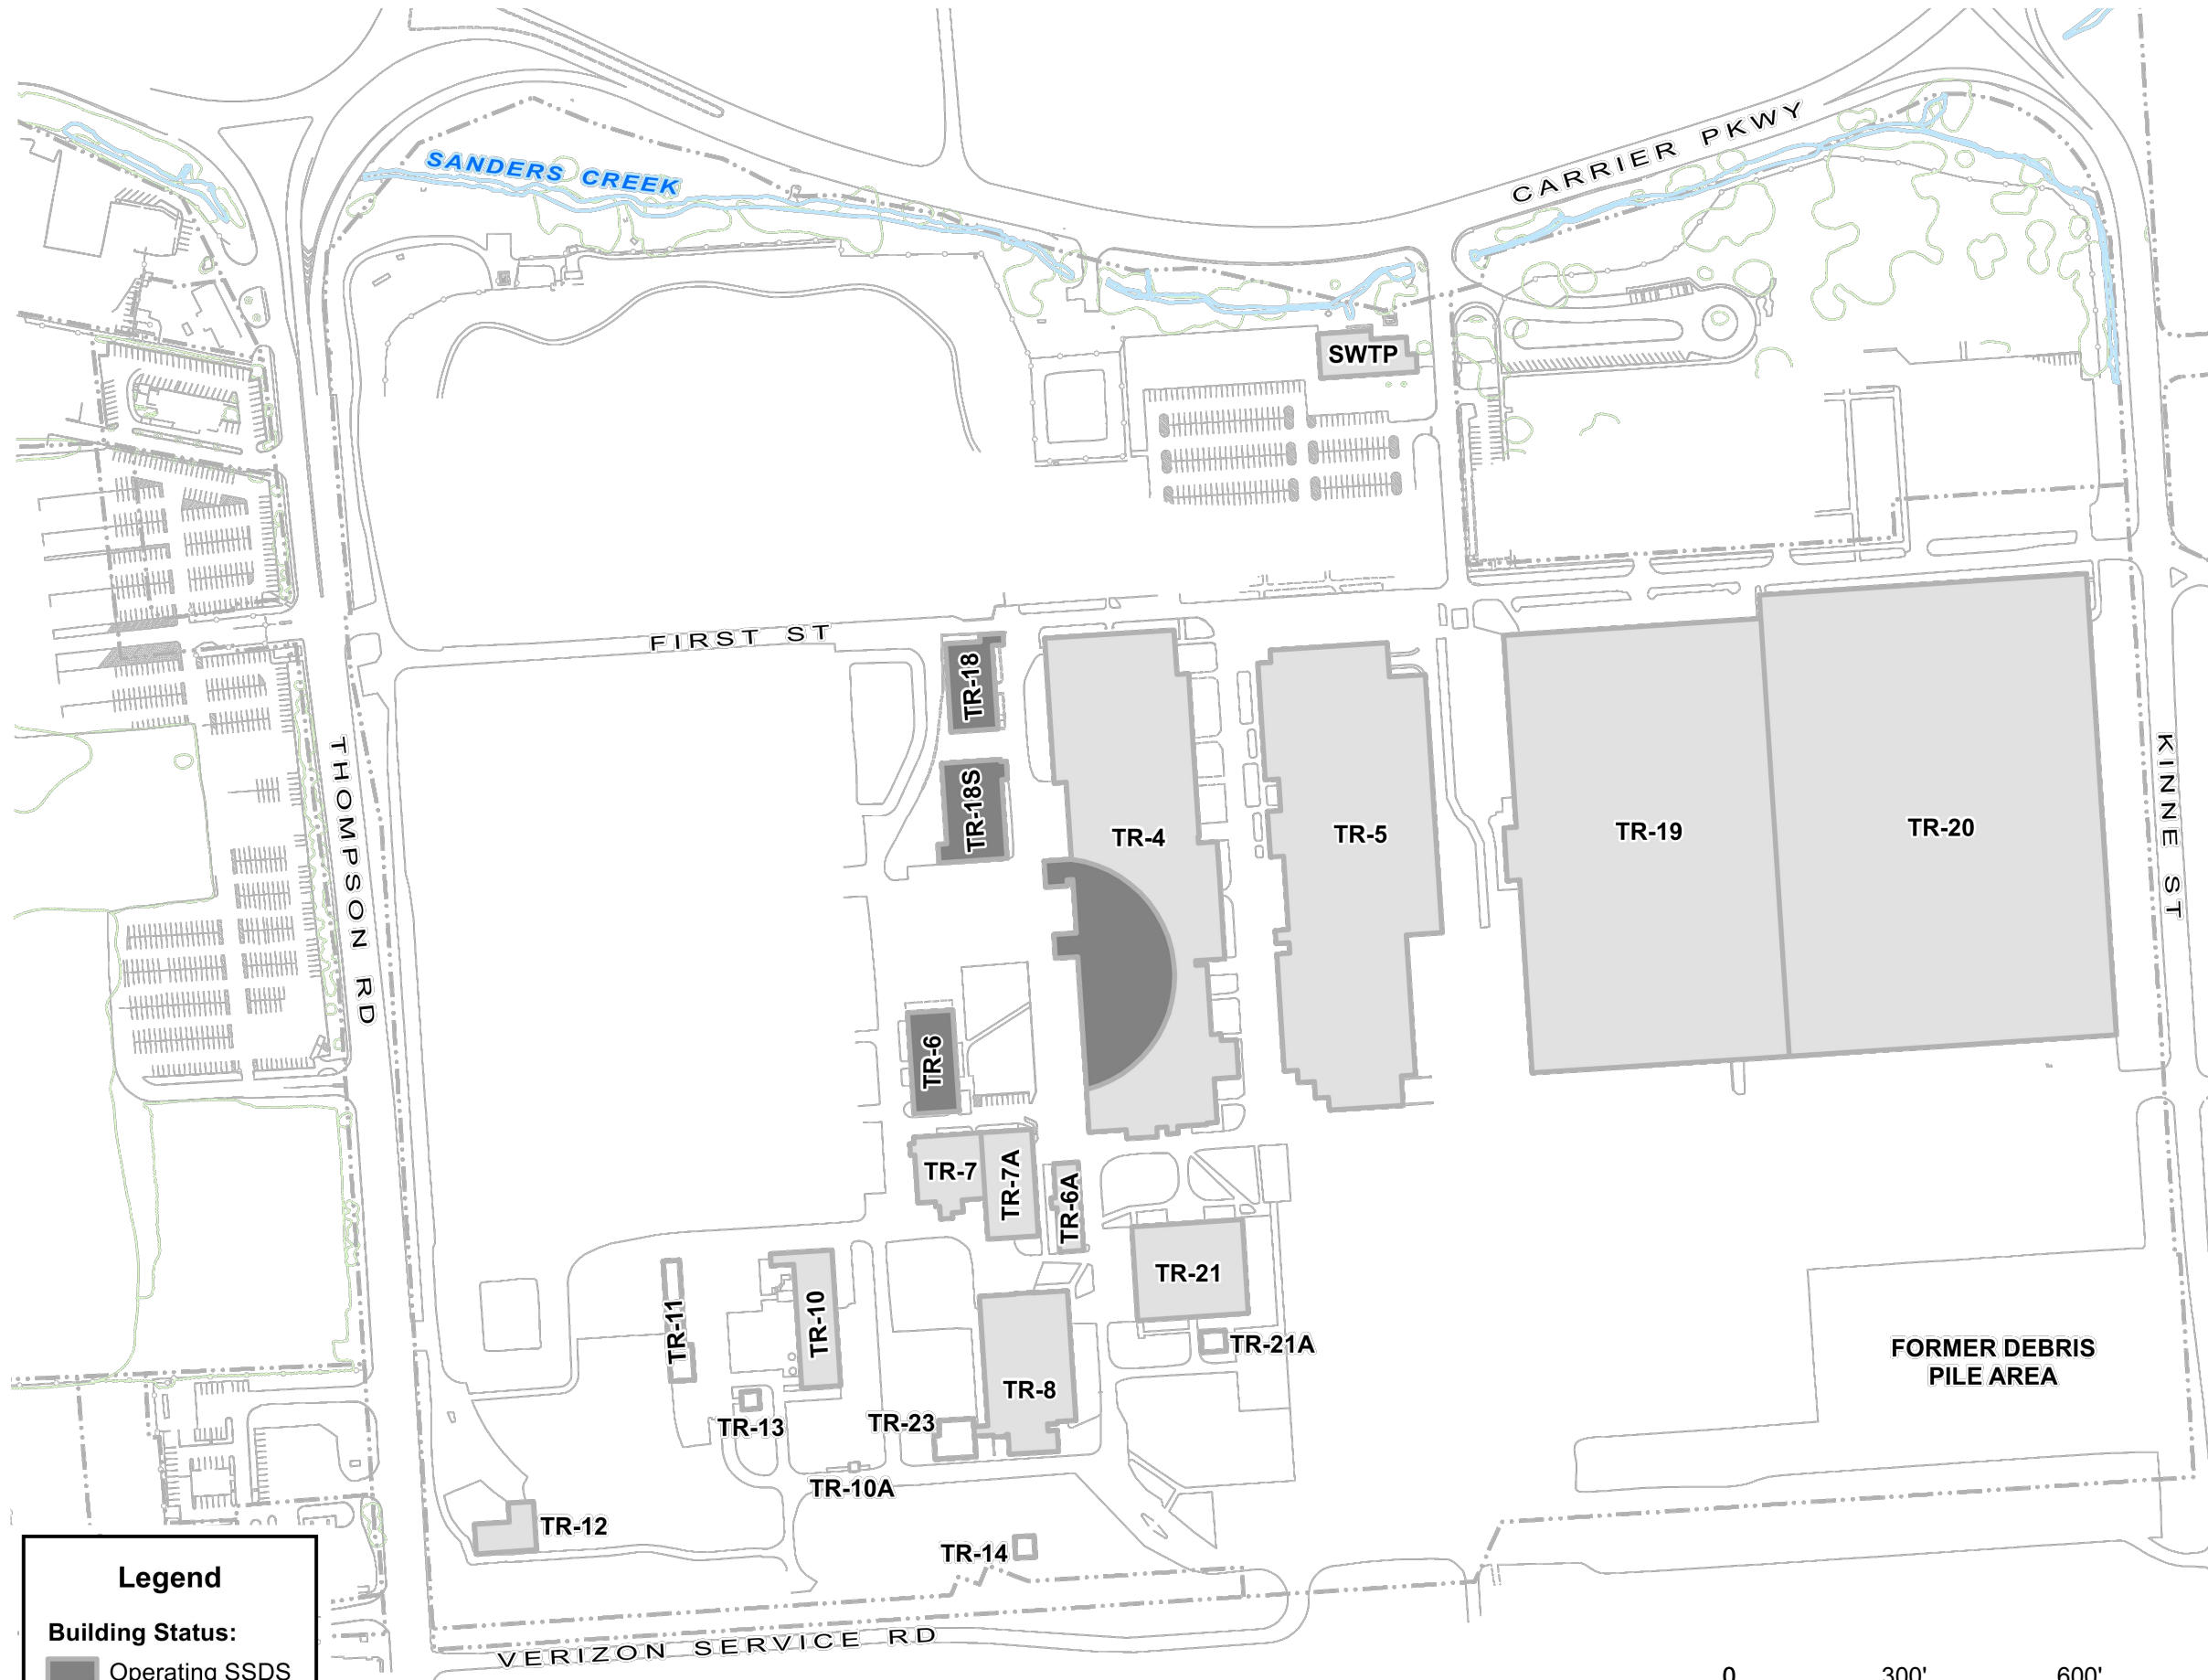 SANDERS CREEK
CARRIER PKWY
SWTP
FIRST ST
TR-18
TR-18S
THOMPSON RD
KINNE ST
TR-4
TR-5
TR-19
TR-20
TR-6
TR-7
TR-7A
TR-6A
TR-21
TR-11
TR-10
TR-21A
FORMER DEBRIS
PILE AREA
TR-8
TR-13
TR-23
TR-10A
TR-12
TR-14
Legend
Building Status:
Operating SSDS
VERIZON SERVICE RD
0 300' 600'